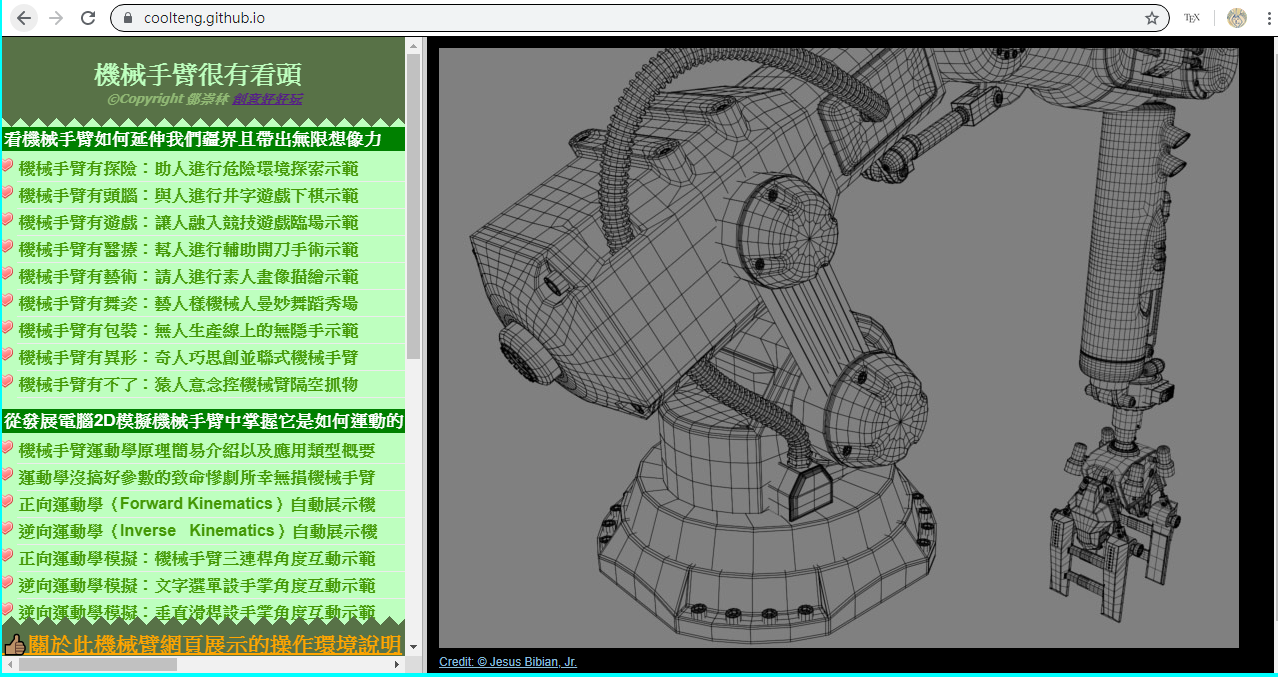 coolteng.github.io
TEX
機械手臂很有看頭
©Copyright 鄧崇林 創意好好玩
看機械手臂如何延伸我們疆界且帶出無限想像力
機械手臂有探險：助人進行危險環境探索示範
機械手臂有頭腦：與人進行井字遊戲下棋示範
機械手臂有遊戲：讓人融入競技遊戲臨場示範
機械手臂有醫療：幫人進行輔助開刀手術示範
機械手臂有藝術：請人進行素人畫像描繪示範
機械手臂有舞姿：藝人樣機械人曼妙舞蹈秀場
機械手臂有包裝：無人生產線上的無隱手示範
機械手臂有異形：奇人巧思創並聯式機械手臂
機械手臂有不了：猿人意念控機械臂隔空抓物
從發展電腦2D模擬機械手臂中掌握它是如何運動的
機械手臂運動學原理簡易介紹以及應用類型概要
運動學沒搞好參數的致命慘劇所幸無損機械手臂
正向運動學（Forward Kinematics）自動展示機
逆向運動學（Inverse Kinematics）自動展示機
正向運動學模擬：機械手臂三連桿角度互動示範
逆向運動學模擬：文字選單設手掌角度互動示範
逆向運動學模擬：垂直滑桿設手掌角度互動示範
關於此機械臂網頁展示的操作環境說明
Credit: © Jesus Bibian, Jr.